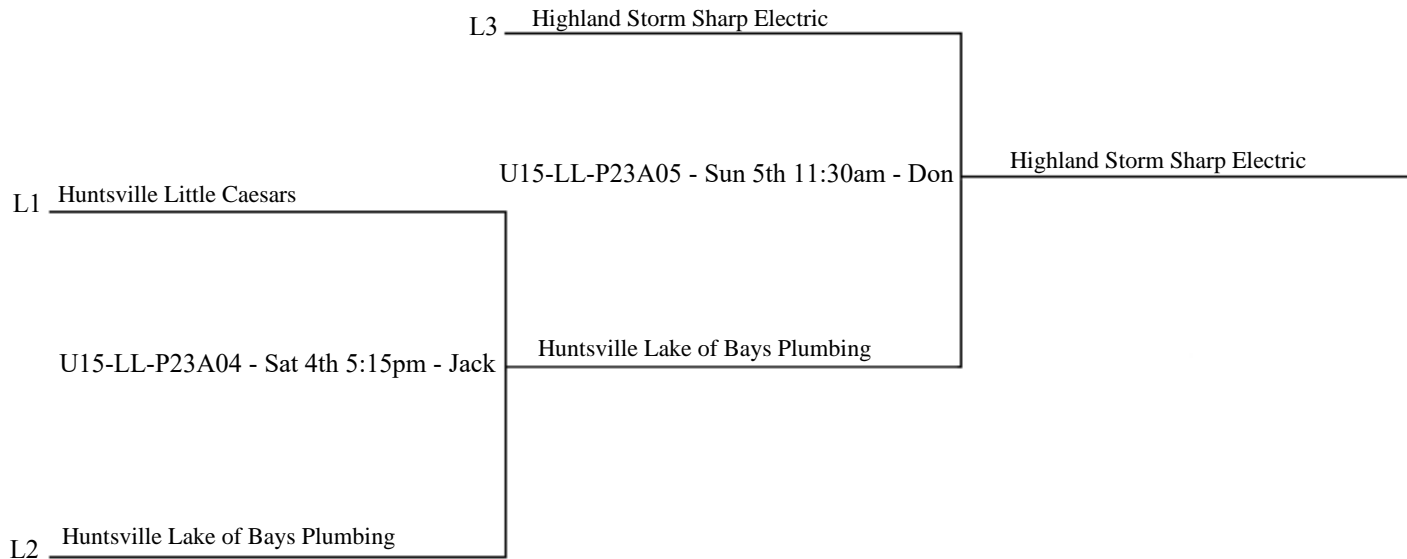 L3 Highland Storm Sharp Electric
U15-LL-P23A05 - Sun 5th 11:30am - Don
Highland Storm Sharp Electric
L1 Huntsville Little Caesars
U15-LL-P23A04 - Sat 4th 5:15pm - Jack
Huntsville Lake of Bays Plumbing
L2 Huntsville Lake of Bays Plumbing